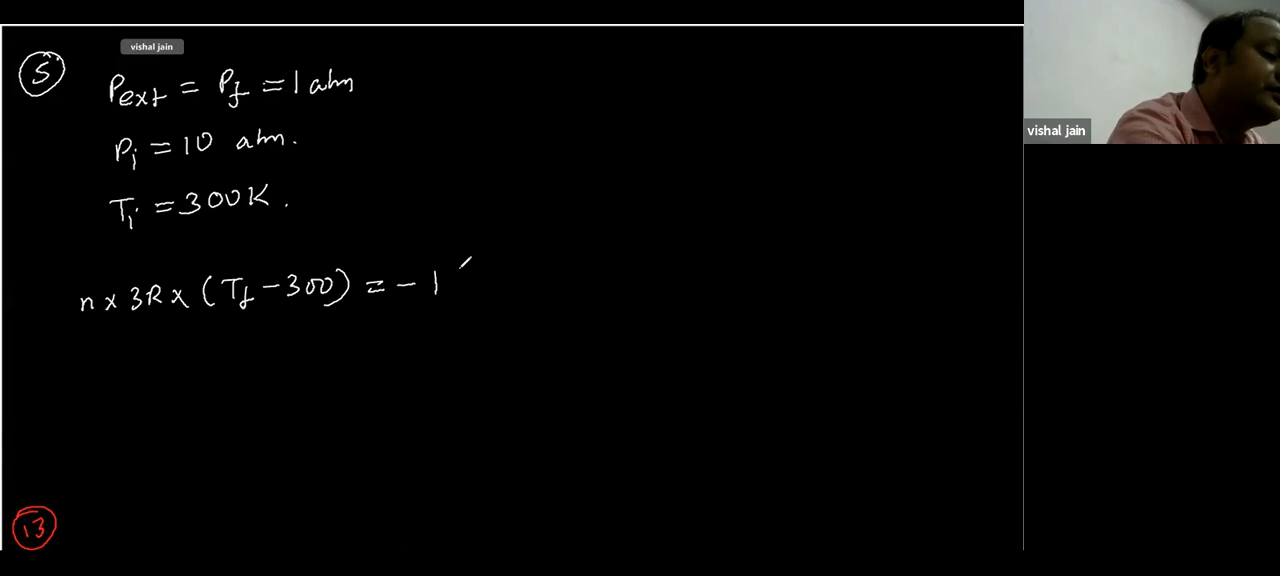 5
vishal jain
Pext = Pf = 1 atm
Pi = 10 atm.
Ti = 300K.
n x 3R x (Tf - 300) = - 1
13
vishal jain